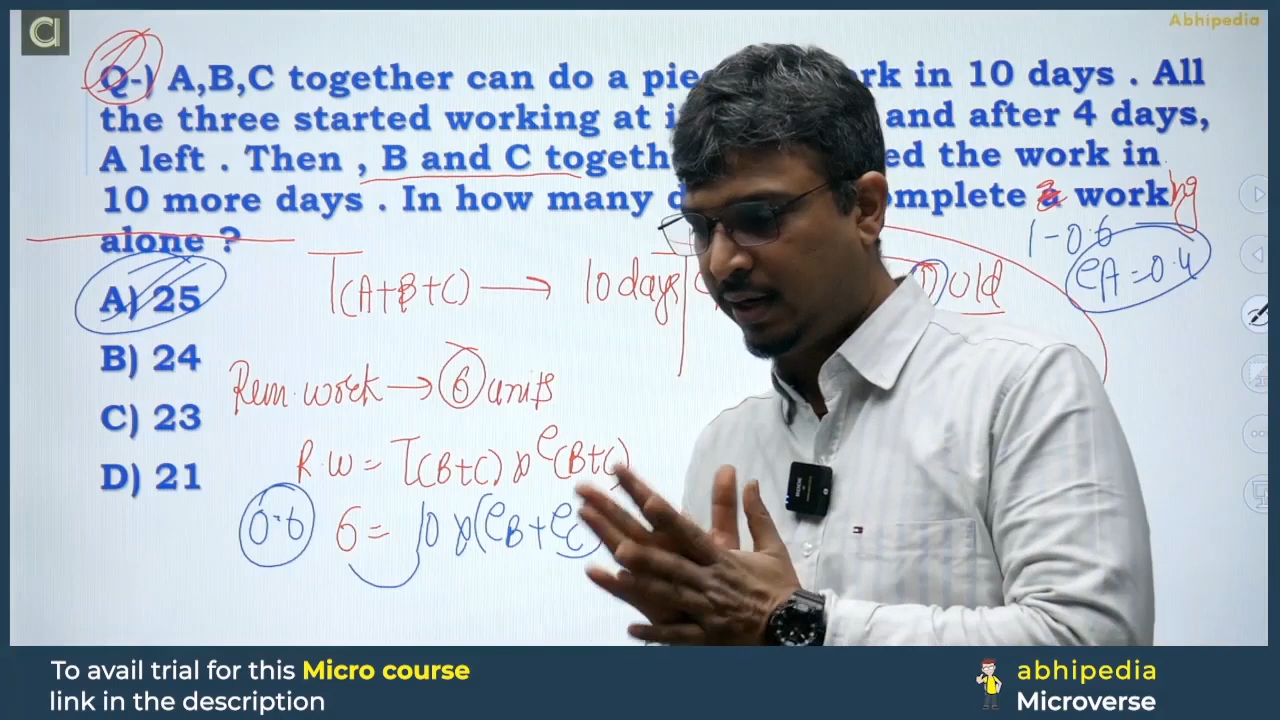 Abhipedia
Q-) A,B,C together can do a pie rk in 10 days . All
the three started working at i and after 4 days,
A left . Then , B and C togeth ed the work in
10 more days . In how many d omplete a working
alone ?
1-0.6
eA = 0.4
T(A+B+C) → 10 days
A) 25
B) 24
Rem. work → 6 units
C) 23
R.W = T(B+C) x e(B+C)
D) 21
0.6 6 = 10 x (eB + eC)
To avail trial for this Micro course
link in the description
abhipedia
Microverse